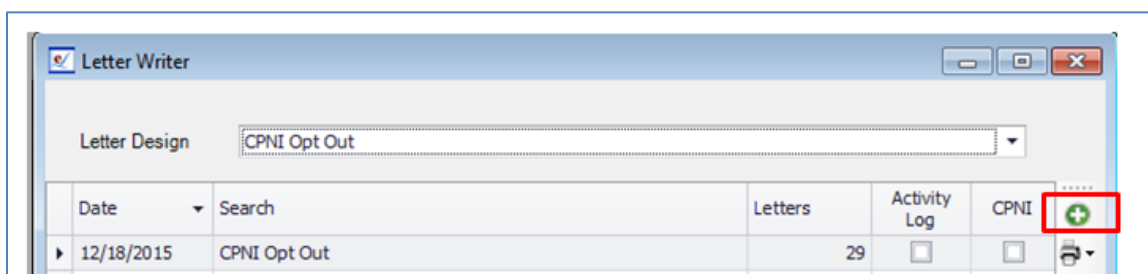 Letter Writer
Letter Design CPNI Opt Out
Date Search Letters Activity Log CPNI
12/18/2015 CPNI Opt Out 29